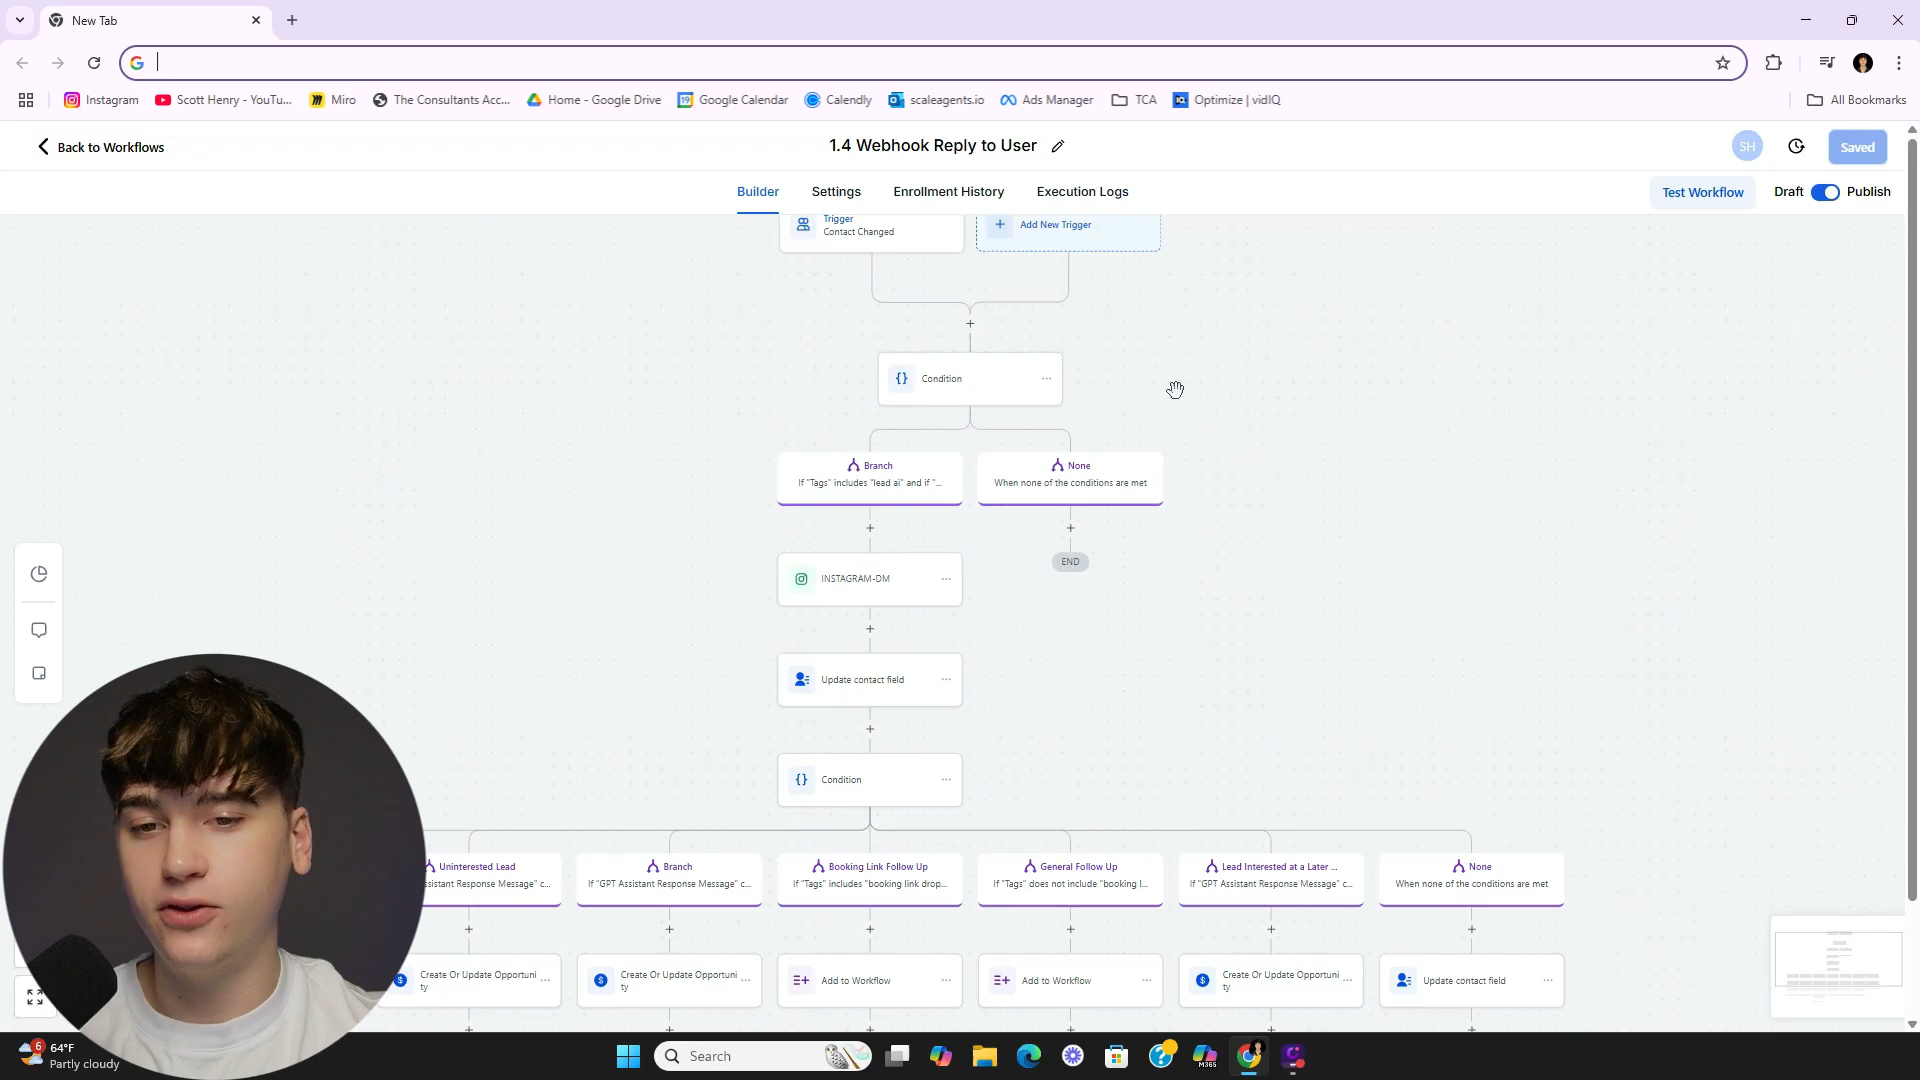 New Tab
Instagram
Scott Henry - YouTu...
Miro
The Consultants Acc...
Home - Google Drive
Google Calendar
Calendly
scaleagents.io
Ads Manager
TCA
Optimize | vidIQ
All Bookmarks
Back to Workflows
1.4 Webhook Reply to User
SH
Saved
Builder
Settings
Enrollment History
Execution Logs
Test Workflow
Draft
Publish
Trigger
Contact Changed
Add New Trigger
Condition
Branch
If "Tags" includes "lead ai" and if "...
None
When none of the conditions are met
END
INSTAGRAM-DM
Update contact field
Condition
Uninterested Lead
ssistant Response Message" c...
Branch
If "GPT Assistant Response Message" c...
Booking Link Follow Up
If "Tags" includes "booking link drop...
General Follow Up
If "Tags" does not include "booking l...
Lead Interested at a Later ...
If "GPT Assistant Response Message" c...
None
When none of the conditions are met
Create Or Update Opportuni
ty
Create Or Update Opportuni
ty
Add to Workflow
Add to Workflow
Create Or Update Opportuni
ty
Update contact field
6
64°F
Partly cloudy
Search
M365